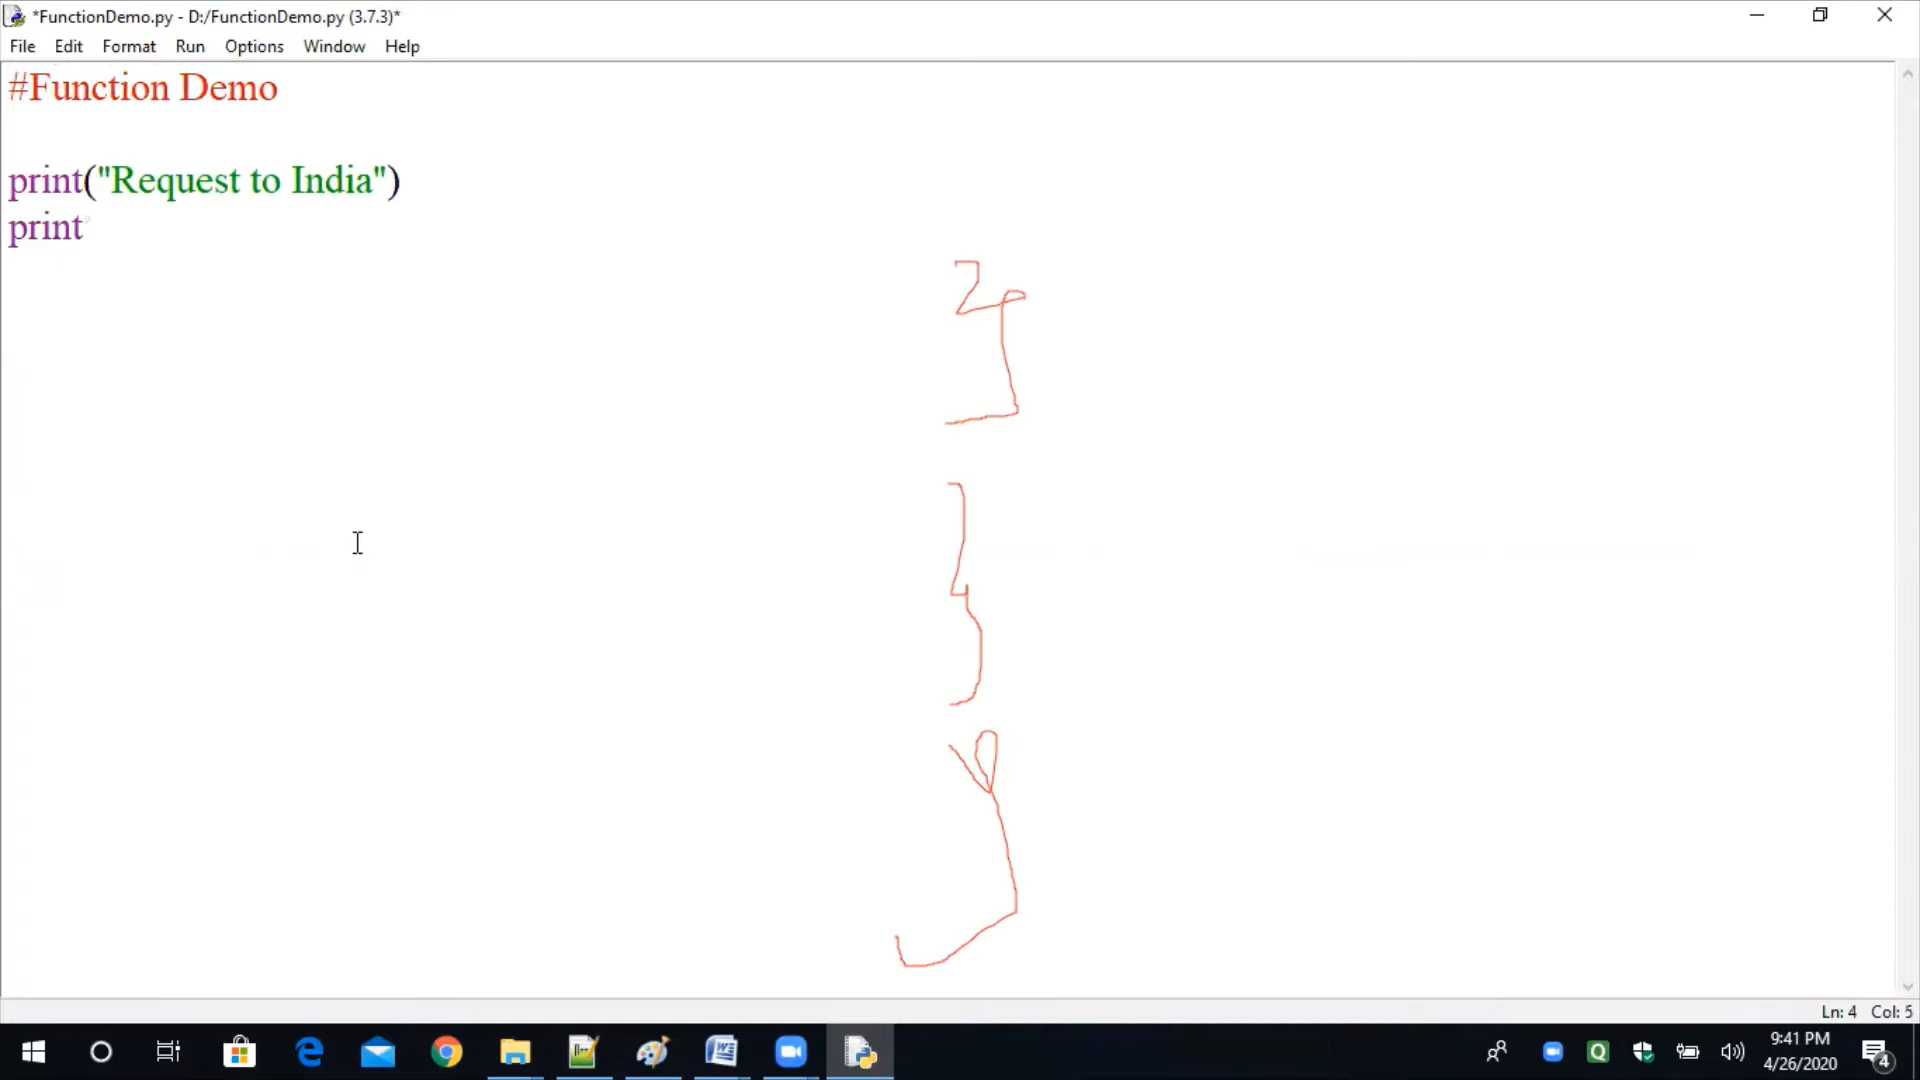 *FunctionDemo.py - D:/FunctionDemo.py (3.7.3)*
File Edit Format Run Options Window Help
#Function Demo
print("Request to India")
print
Ln: 4 Col: 5
9:41 PM
4/26/2020
4